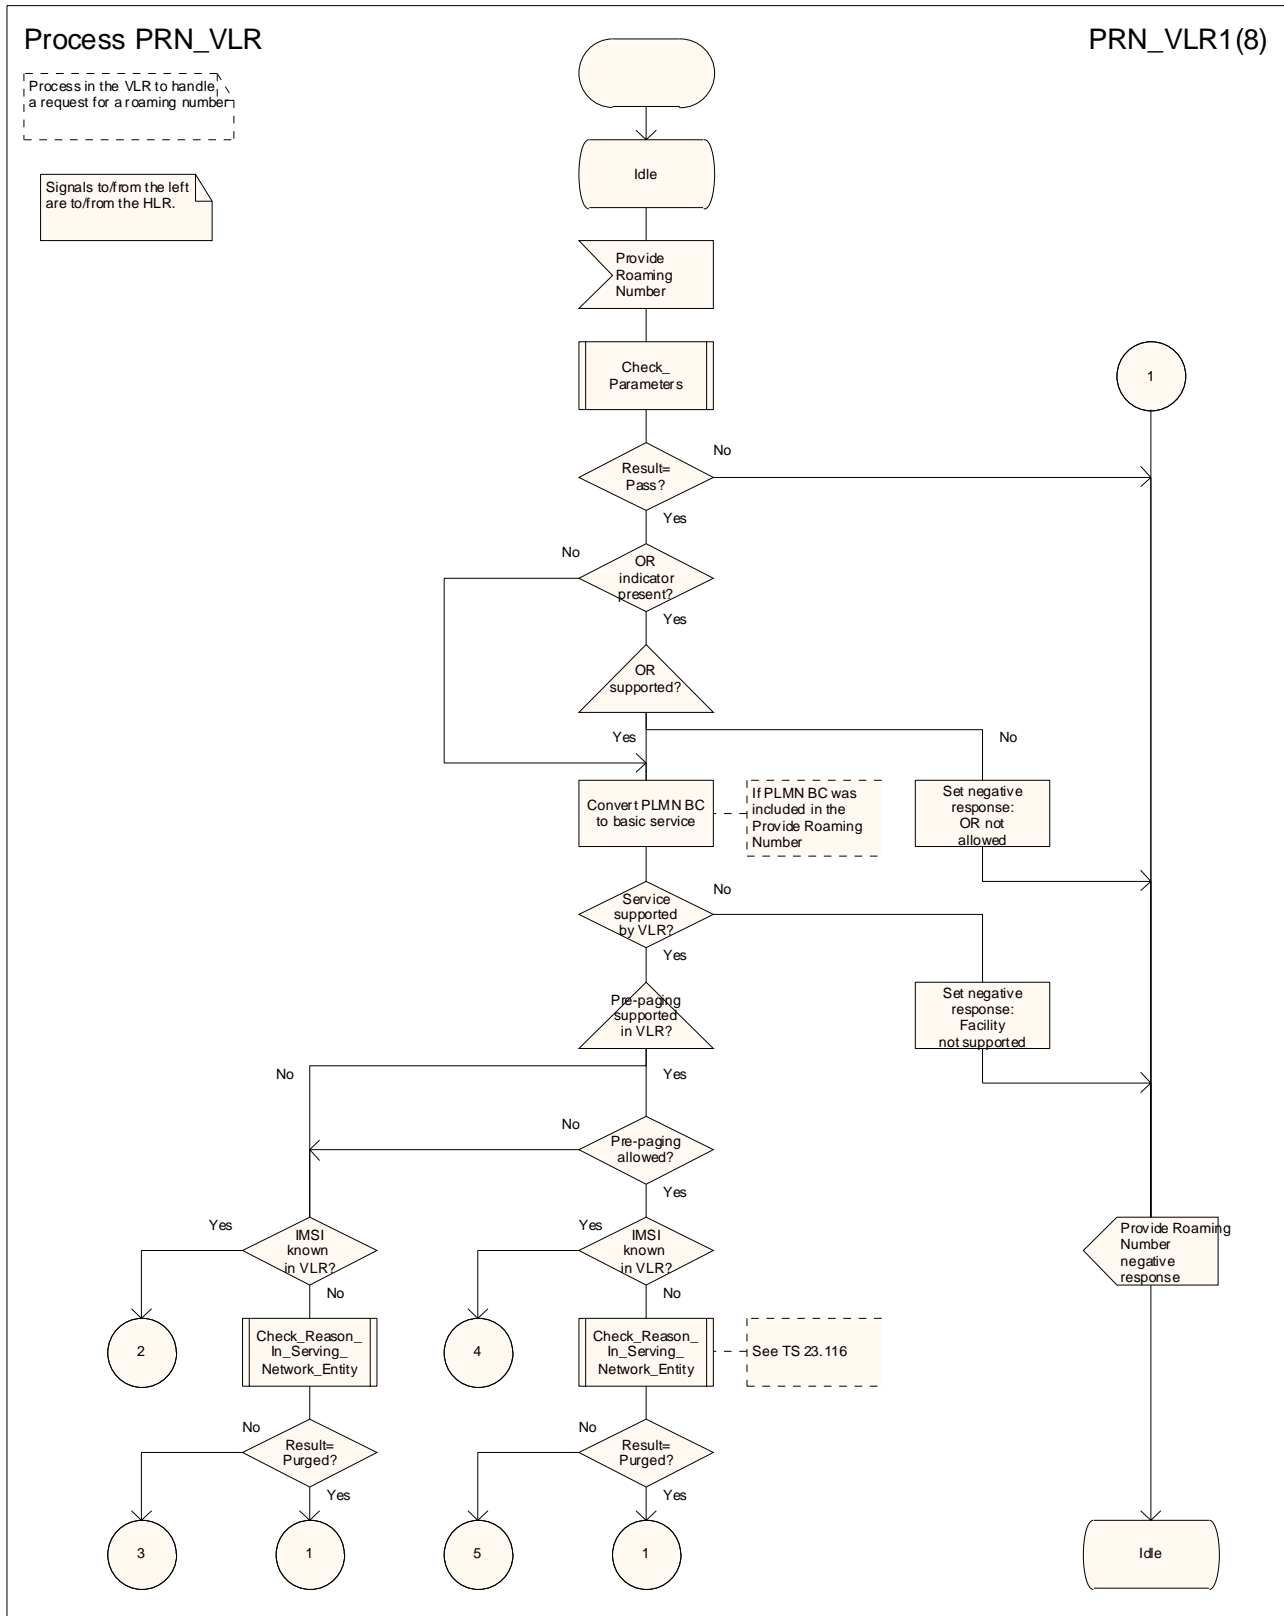 Process PRN_VLR
PRN_VLR1(8)
Process in the VLR to handle
a request for a roaming number
Signals to/from the left
are to/from the HLR.
Idle
Provide
Roaming
Number
Check_
Parameters
1
Result=
Pass?
No
Yes
OR
indicator
present?
No
Yes
OR
supported?
Yes
No
Convert PLMN BC
to basic service
If PLMN BC was
included in the
Provide Roaming
Number
Set negative
response:
OR not
allowed
Service
supported
by VLR?
No
Yes
Pre-paging
supported
in VLR?
Set negative
response:
Facility
not supported
No
Yes
Pre-paging
allowed?
No
Yes
Yes
IMSI
known
in VLR?
No
Yes
IMSI
known
in VLR?
No
Provide Roaming
Number
negative
response
2
Check_Reason_
In_Serving_
Network_Entity
4
Check_Reason_
In_Serving_
Network_Entity
See TS 23.116
No
Result=
Purged?
Yes
No
Result=
Purged?
Yes
3
1
5
1
Idle